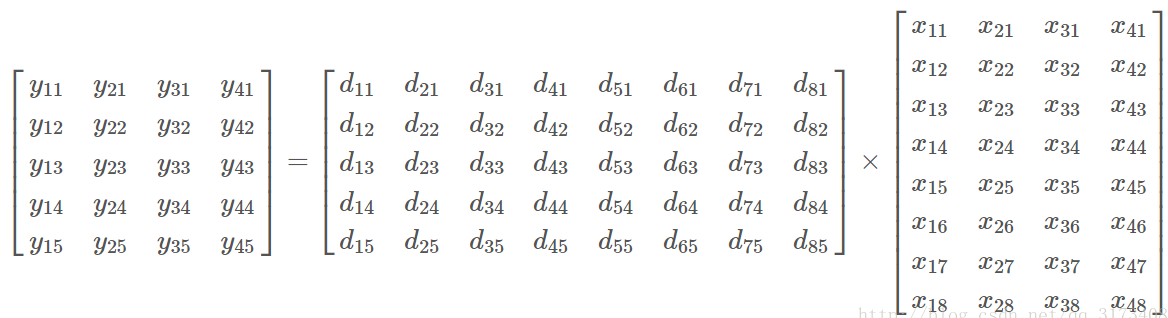 y11 y21 y31 y41
y12 y22 y32 y42
y13 y23 y33 y43
y14 y24 y34 y44
y15 y25 y35 y45
=
d11 d21 d31 d41 d51 d61 d71 d81
d12 d22 d32 d42 d52 d62 d72 d82
d13 d23 d33 d43 d53 d63 d73 d83
d14 d24 d34 d44 d54 d64 d74 d84
d15 d25 d35 d45 d55 d65 d75 d85
×
x11 x21 x31 x41
x12 x22 x32 x42
x13 x23 x33 x43
x14 x24 x34 x44
x15 x25 x35 x45
x16 x26 x36 x46
x17 x27 x37 x47
x18 x28 x38 x48